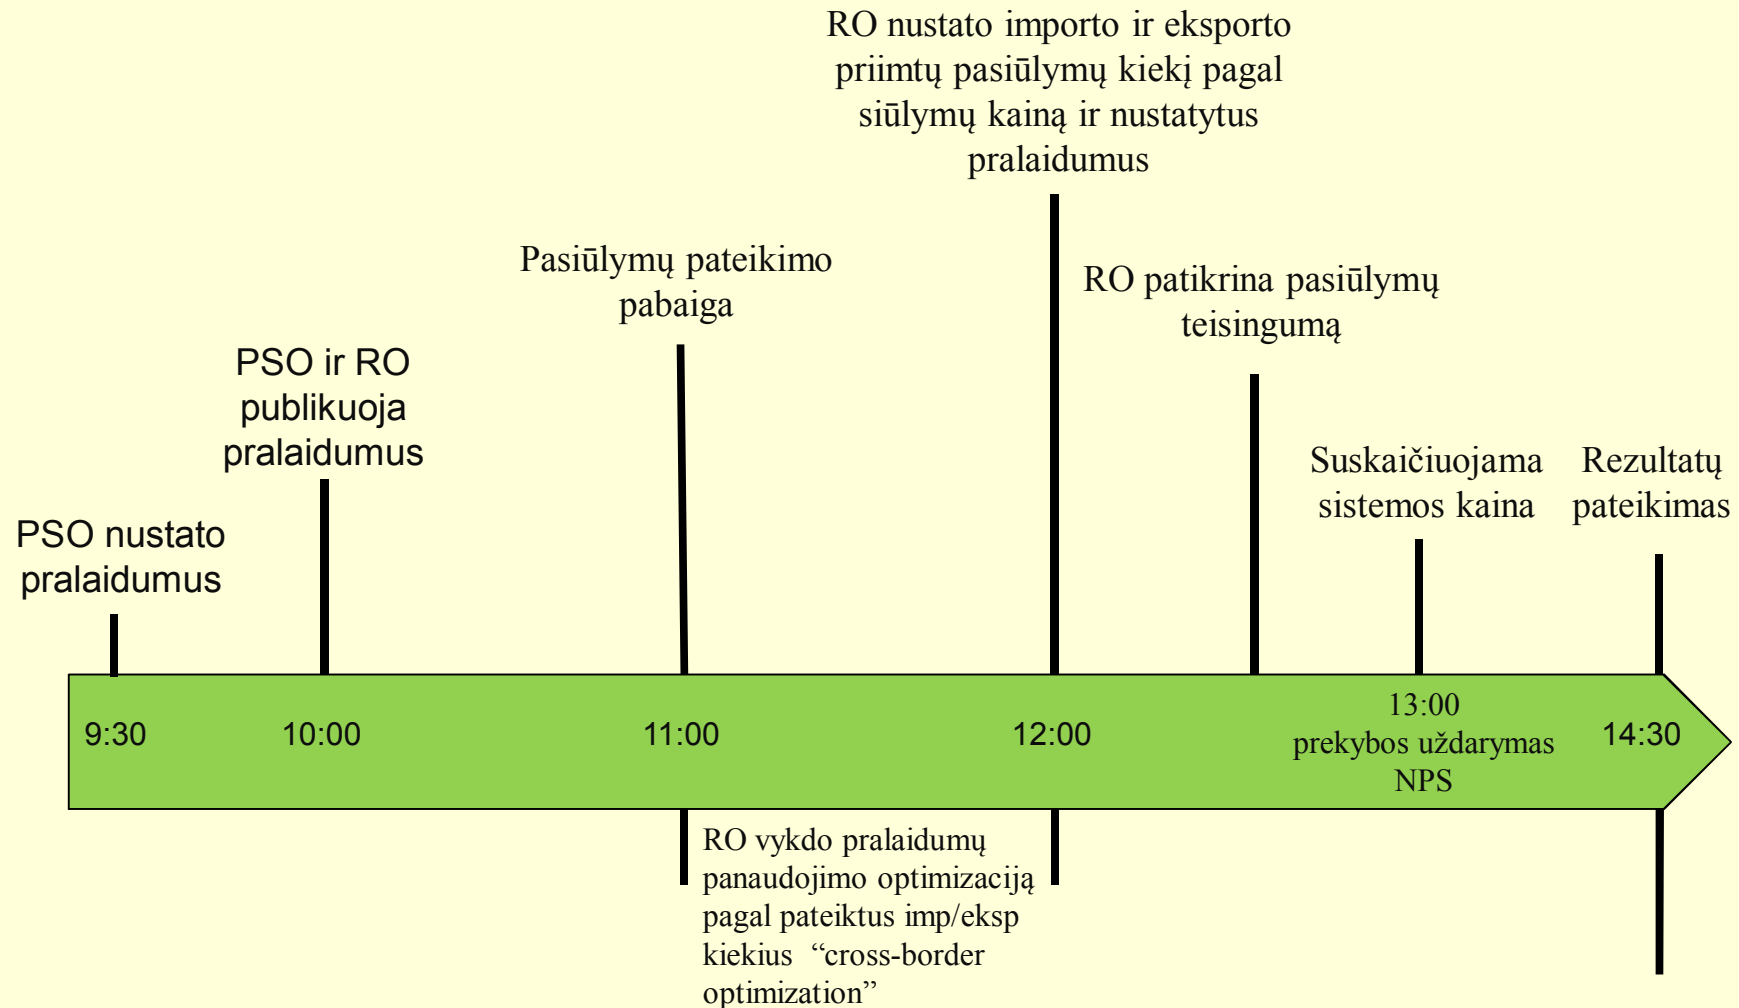 RO nustato importo ir eksporto
priimtų pasiūlymų kiekį pagal
siūlymų kainą ir nustatytus
pralaidumus
Pasiūlymų pateikimo
pabaiga
RO patikrina pasiūlymų
teisingumą
PSO ir RO
publikuoja
pralaidumus
Suskaičiuojama
sistemos kaina
Rezultatų
pateikimas
PSO nustato
pralaidumus
9:30
10:00
11:00
12:00
13:00
prekybos uždarymas
NPS
14:30
RO vykdo pralaidumų
panaudojimo optimizaciją
pagal pateiktus imp/eksp
kiekius “cross-border
optimization”